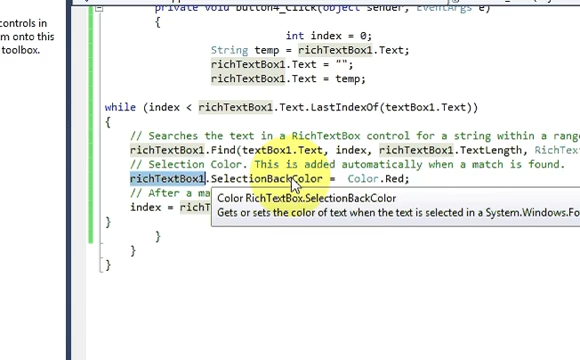 controls in
m onto this
toolbox.
private void button4_Click(object sender, EventArgs e)
{
int index = 0;
String temp = richTextBox1.Text;
richTextBox1.Text = "";
richTextBox1.Text = temp;
while (index < richTextBox1.Text.LastIndexOf(textBox1.Text))
{
// Searches the text in a RichTextBox control for a string within a range
richTextBox1.Find(textBox1.Text, index, richTextBox1.TextLength, RichTe
// Selection Color. This is added automatically when a match is found.
richTextBox1.SelectionBackColor = Color.Red;
// After a ma
Color RichTextBox.SelectionBackColor
index = richT
Gets or sets the color of text when the text is selected in a System.Windows.Fo
}
}
}
}